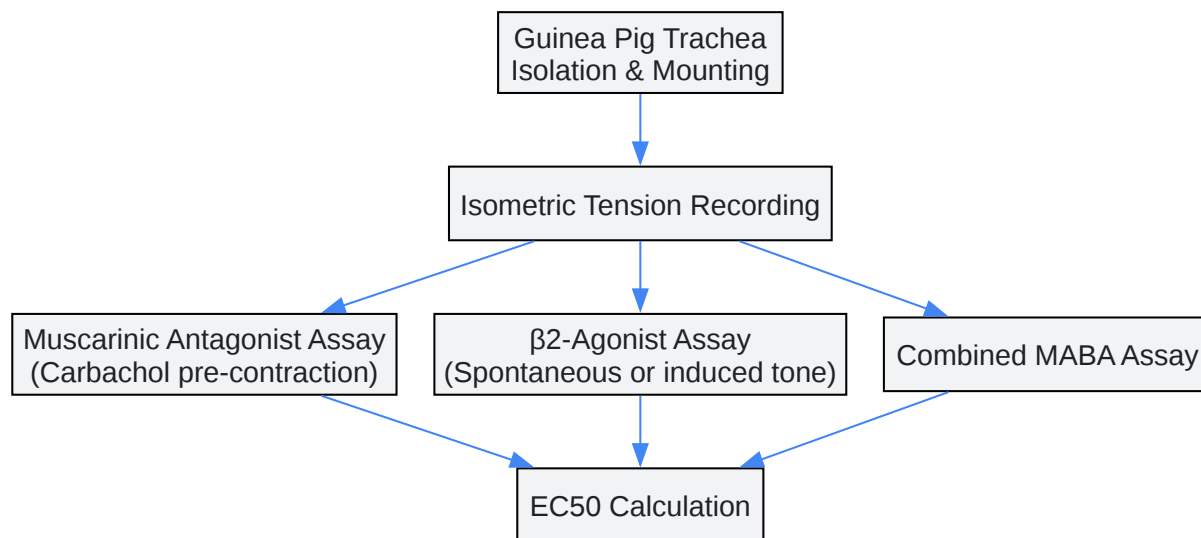 Guinea Pig Trachea
Isolation & Mounting
Isometric Tension Recording
Muscarinic Antagonist Assay
(Carbachol pre-contraction)
β2-Agonist Assay
(Spontaneous or induced tone)
Combined MABA Assay
EC50 Calculation